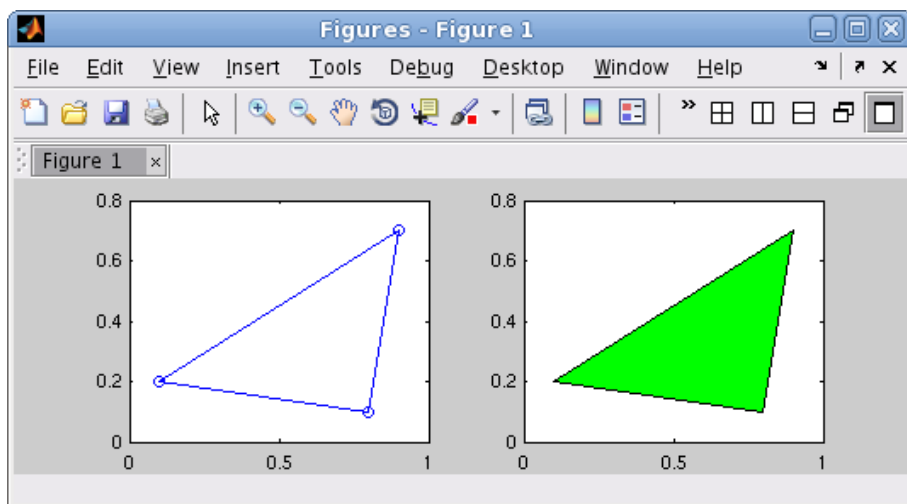 Figures - Figure 1
File Edit View Insert Tools Debug Desktop Window Help
»
Figure 1 ×
0.8 0.8
0.6 0.6
0.4 0.4
0.2 0.2
0 0
0 0.5 1 0 0.5 1